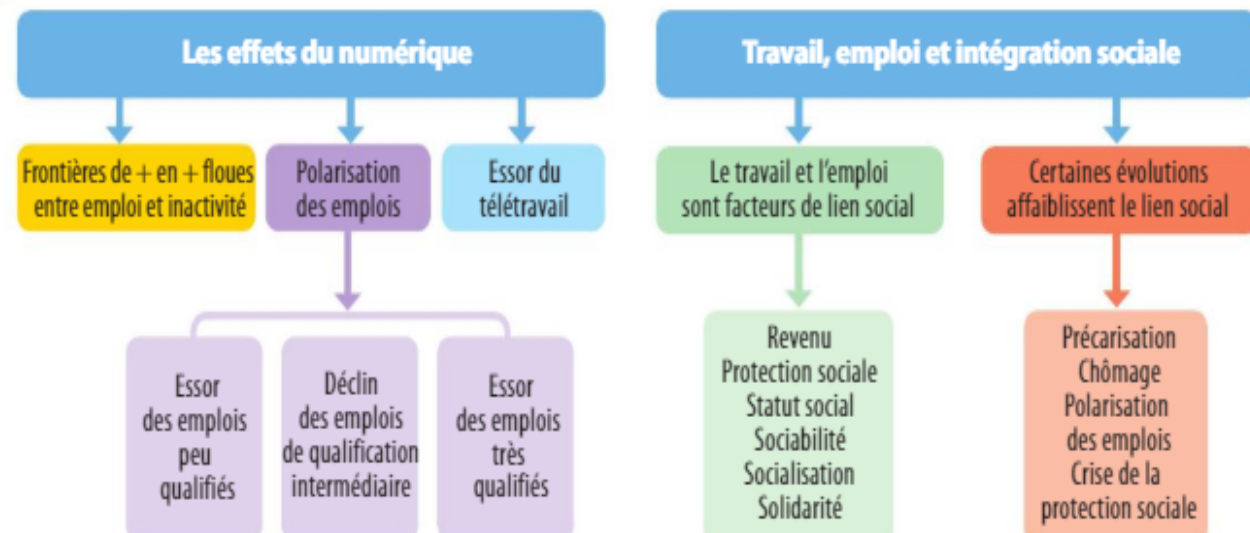 Les effets du numérique
Frontières de + en + floues
entre emploi et inactivité
Polarisation
des emplois
Essor du
télétravail
Essor
des emplois
peu
qualifiés
Déclin
des emplois
de qualification
intermédiaire
Essor
des emplois
très
qualifiés
Travail, emploi et intégration sociale
Le travail et l'emploi
sont facteurs de lien social
Certaines évolutions
affaiblissent le lien social
Revenu
Protection sociale
Statut social
Sociabilité
Socialisation
Solidarité
Précarisation
Chômage
Polarisation
des emplois
Crise de la
protection sociale